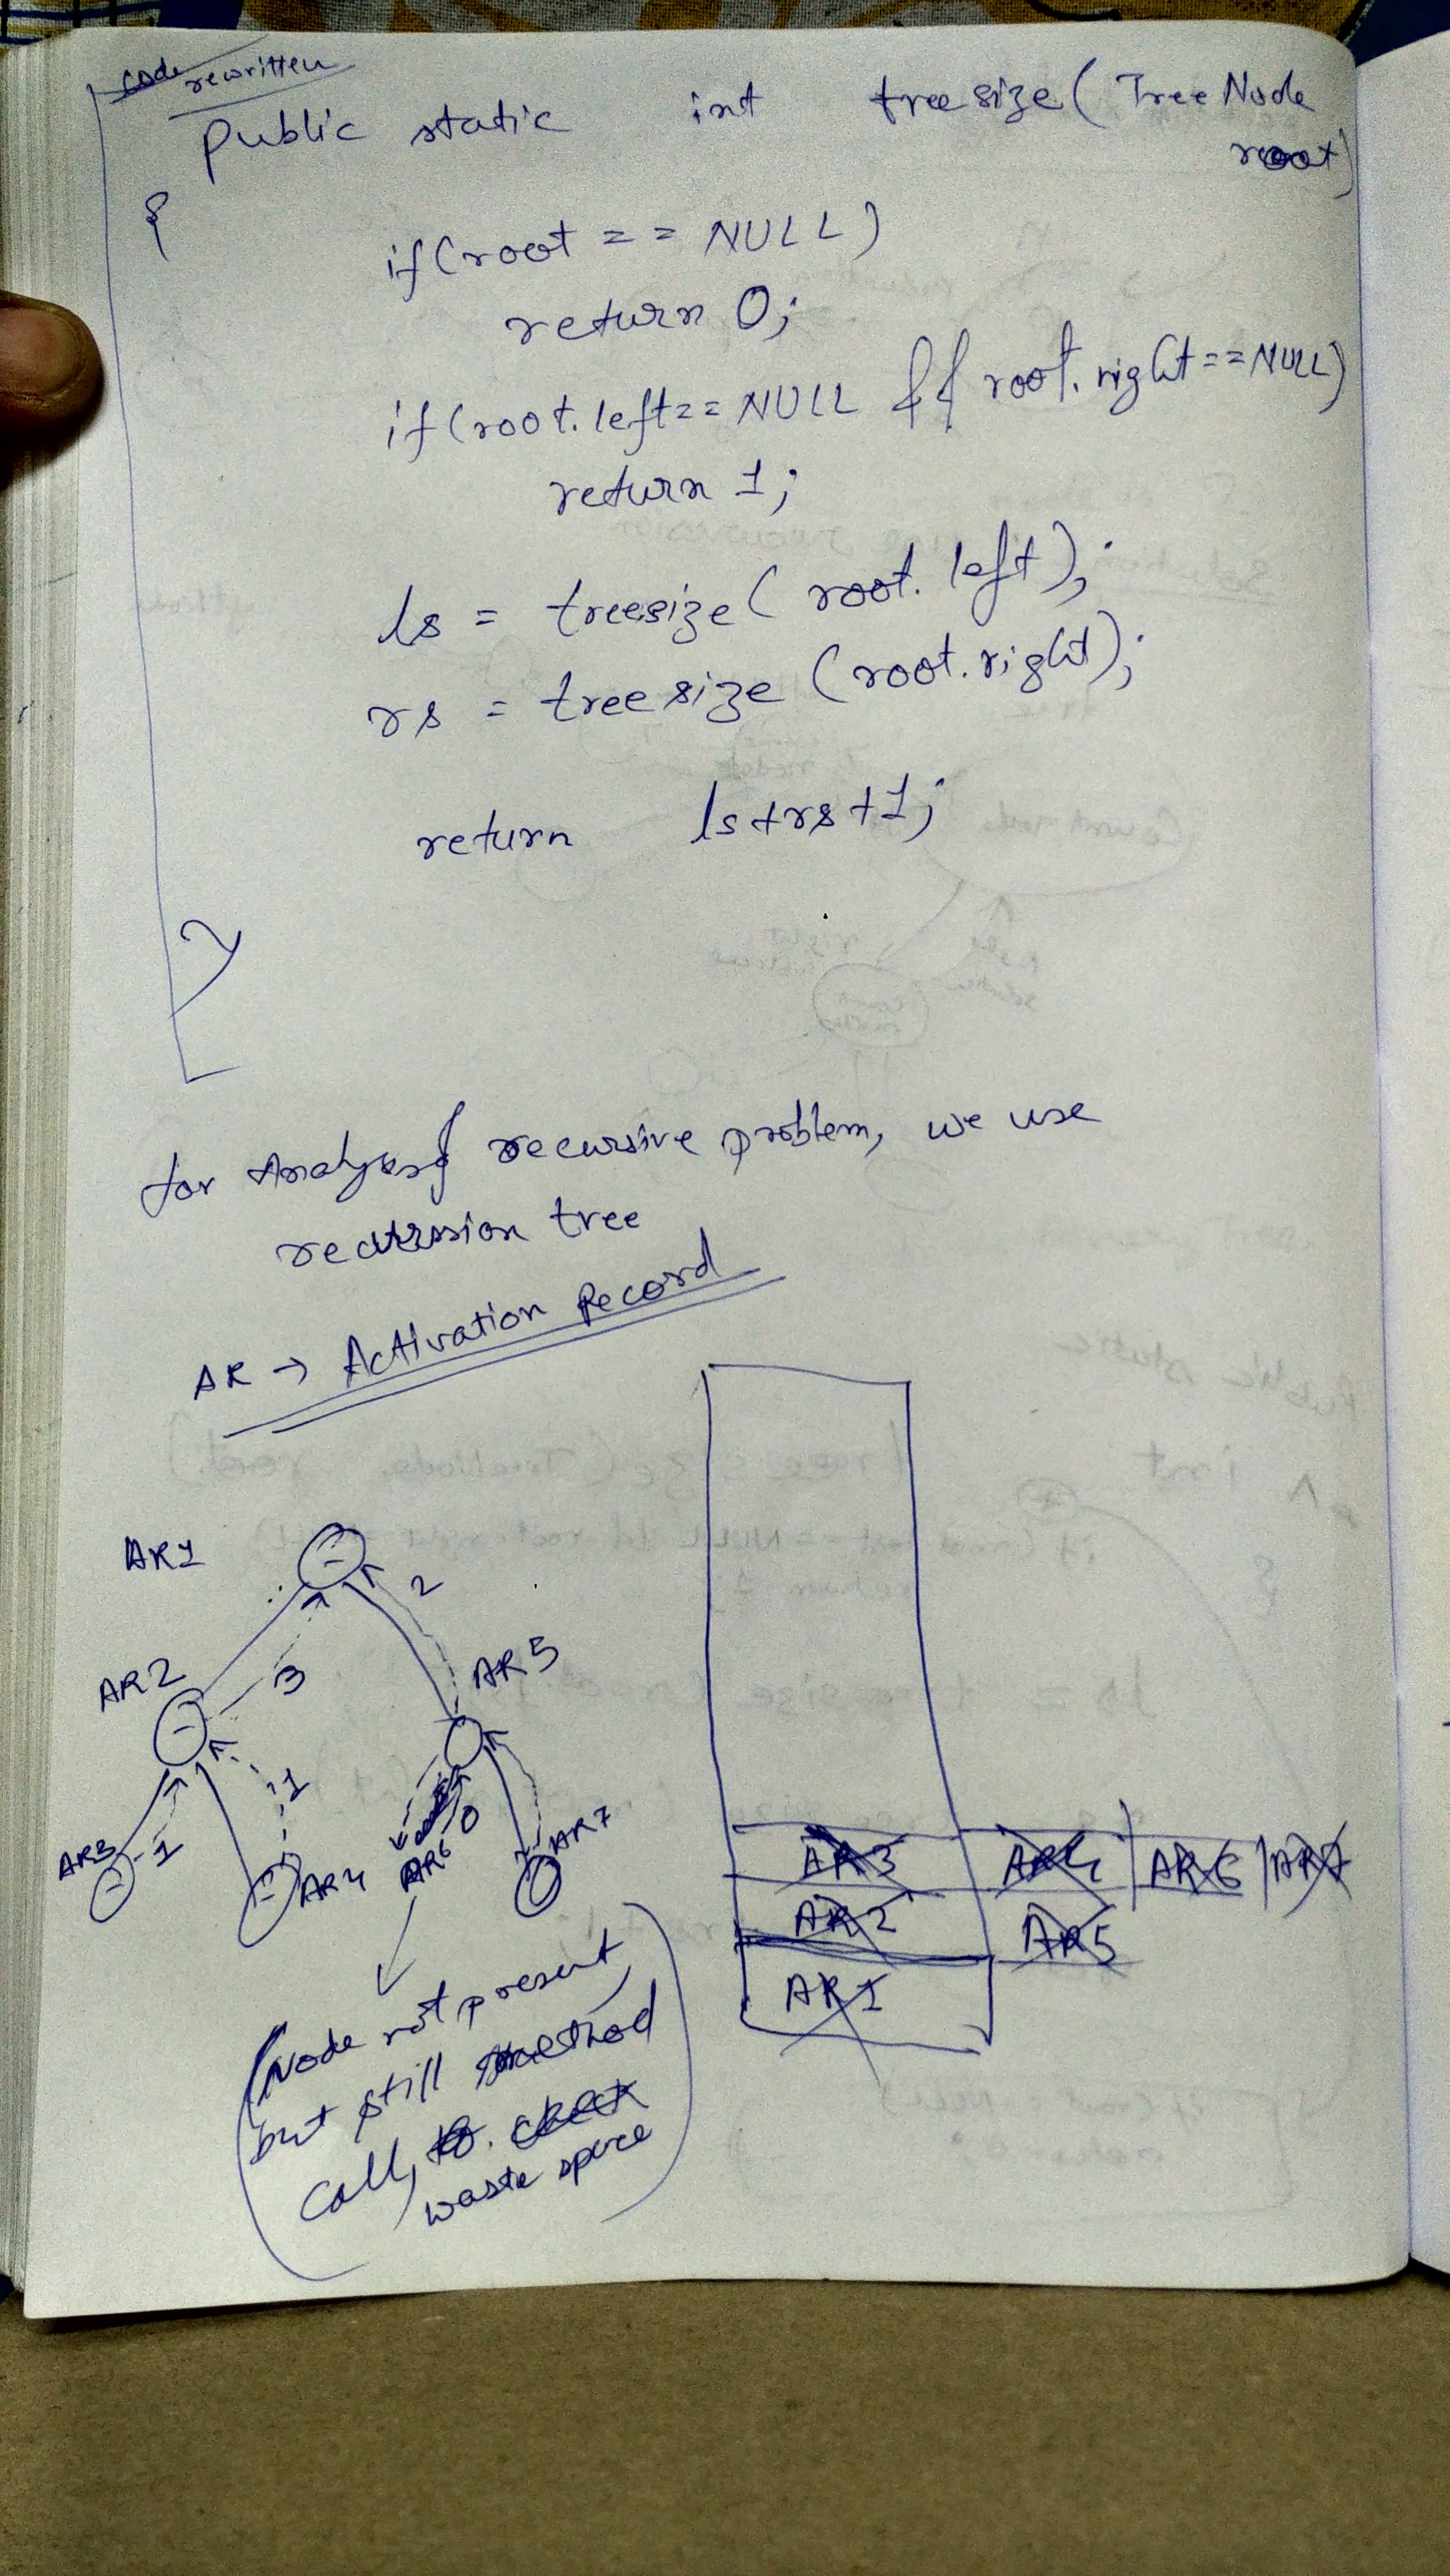 code rewritten
public static int treesize(TreeNode
root)
{
if(root == NULL)
return 0;
if(root.left==NULL && root.right==NULL)
return 1;
ls = treesize(root.left);
rs = treesize(root.right);
return ls+rs+1;
}
for Analysis of recursive problem, we use
recursion tree
AR → Activation Record
AR1
2
3
AR2
AR5
1
1
0
AR3
AR4
AR6
AR7
AR3 AR4 AR6 AR7
AR2 AR5
AR1
(Node not present
but still method
call, to check
waste space)